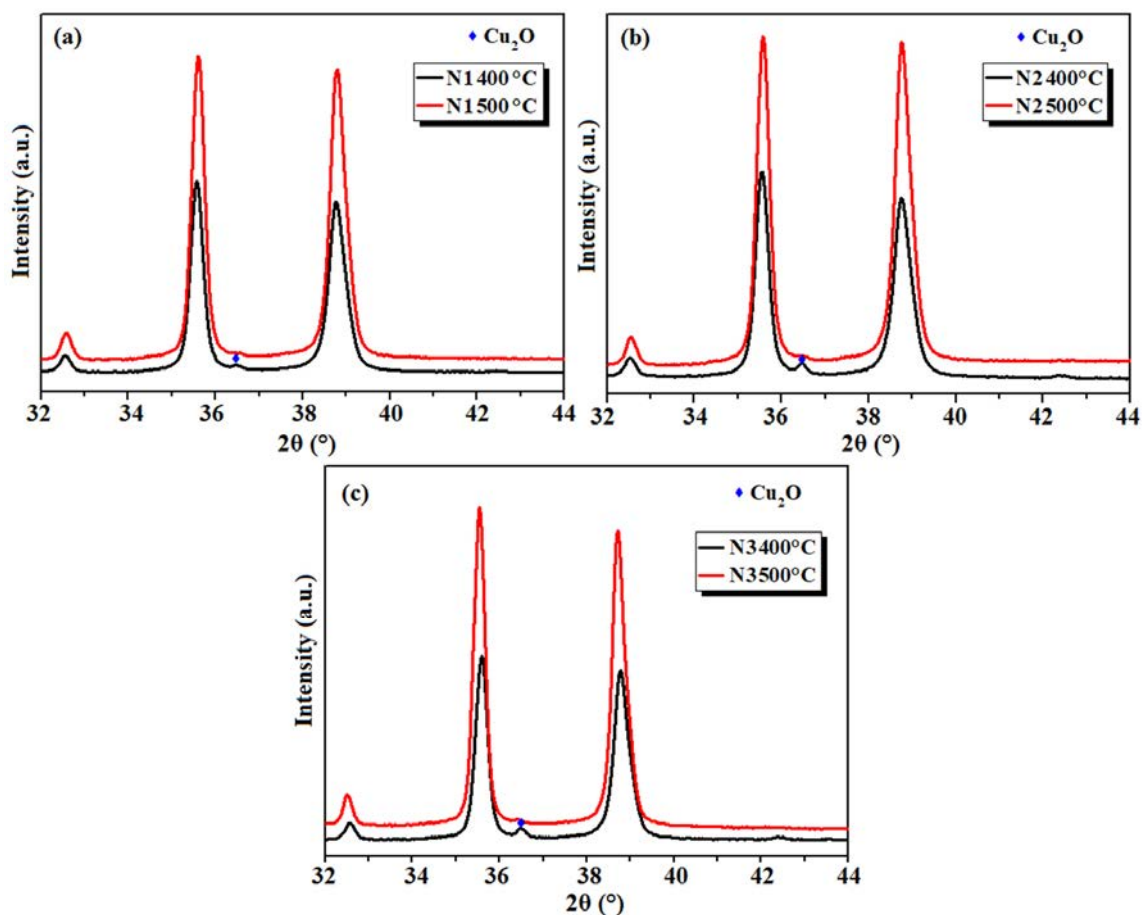 (a)
♦ Cu₂O
N1 400°C
N1 500°C
Intensity (a.u.)
32 34 36 38 40 42 44
2θ (°)
(b)
♦ Cu₂O
N2 400°C
N2 500°C
Intensity (a.u.)
32 34 36 38 40 42 44
2θ (°)
(c)
♦ Cu₂O
N3 400°C
N3 500°C
Intensity (a.u.)
32 34 36 38 40 42 44
2θ (°)